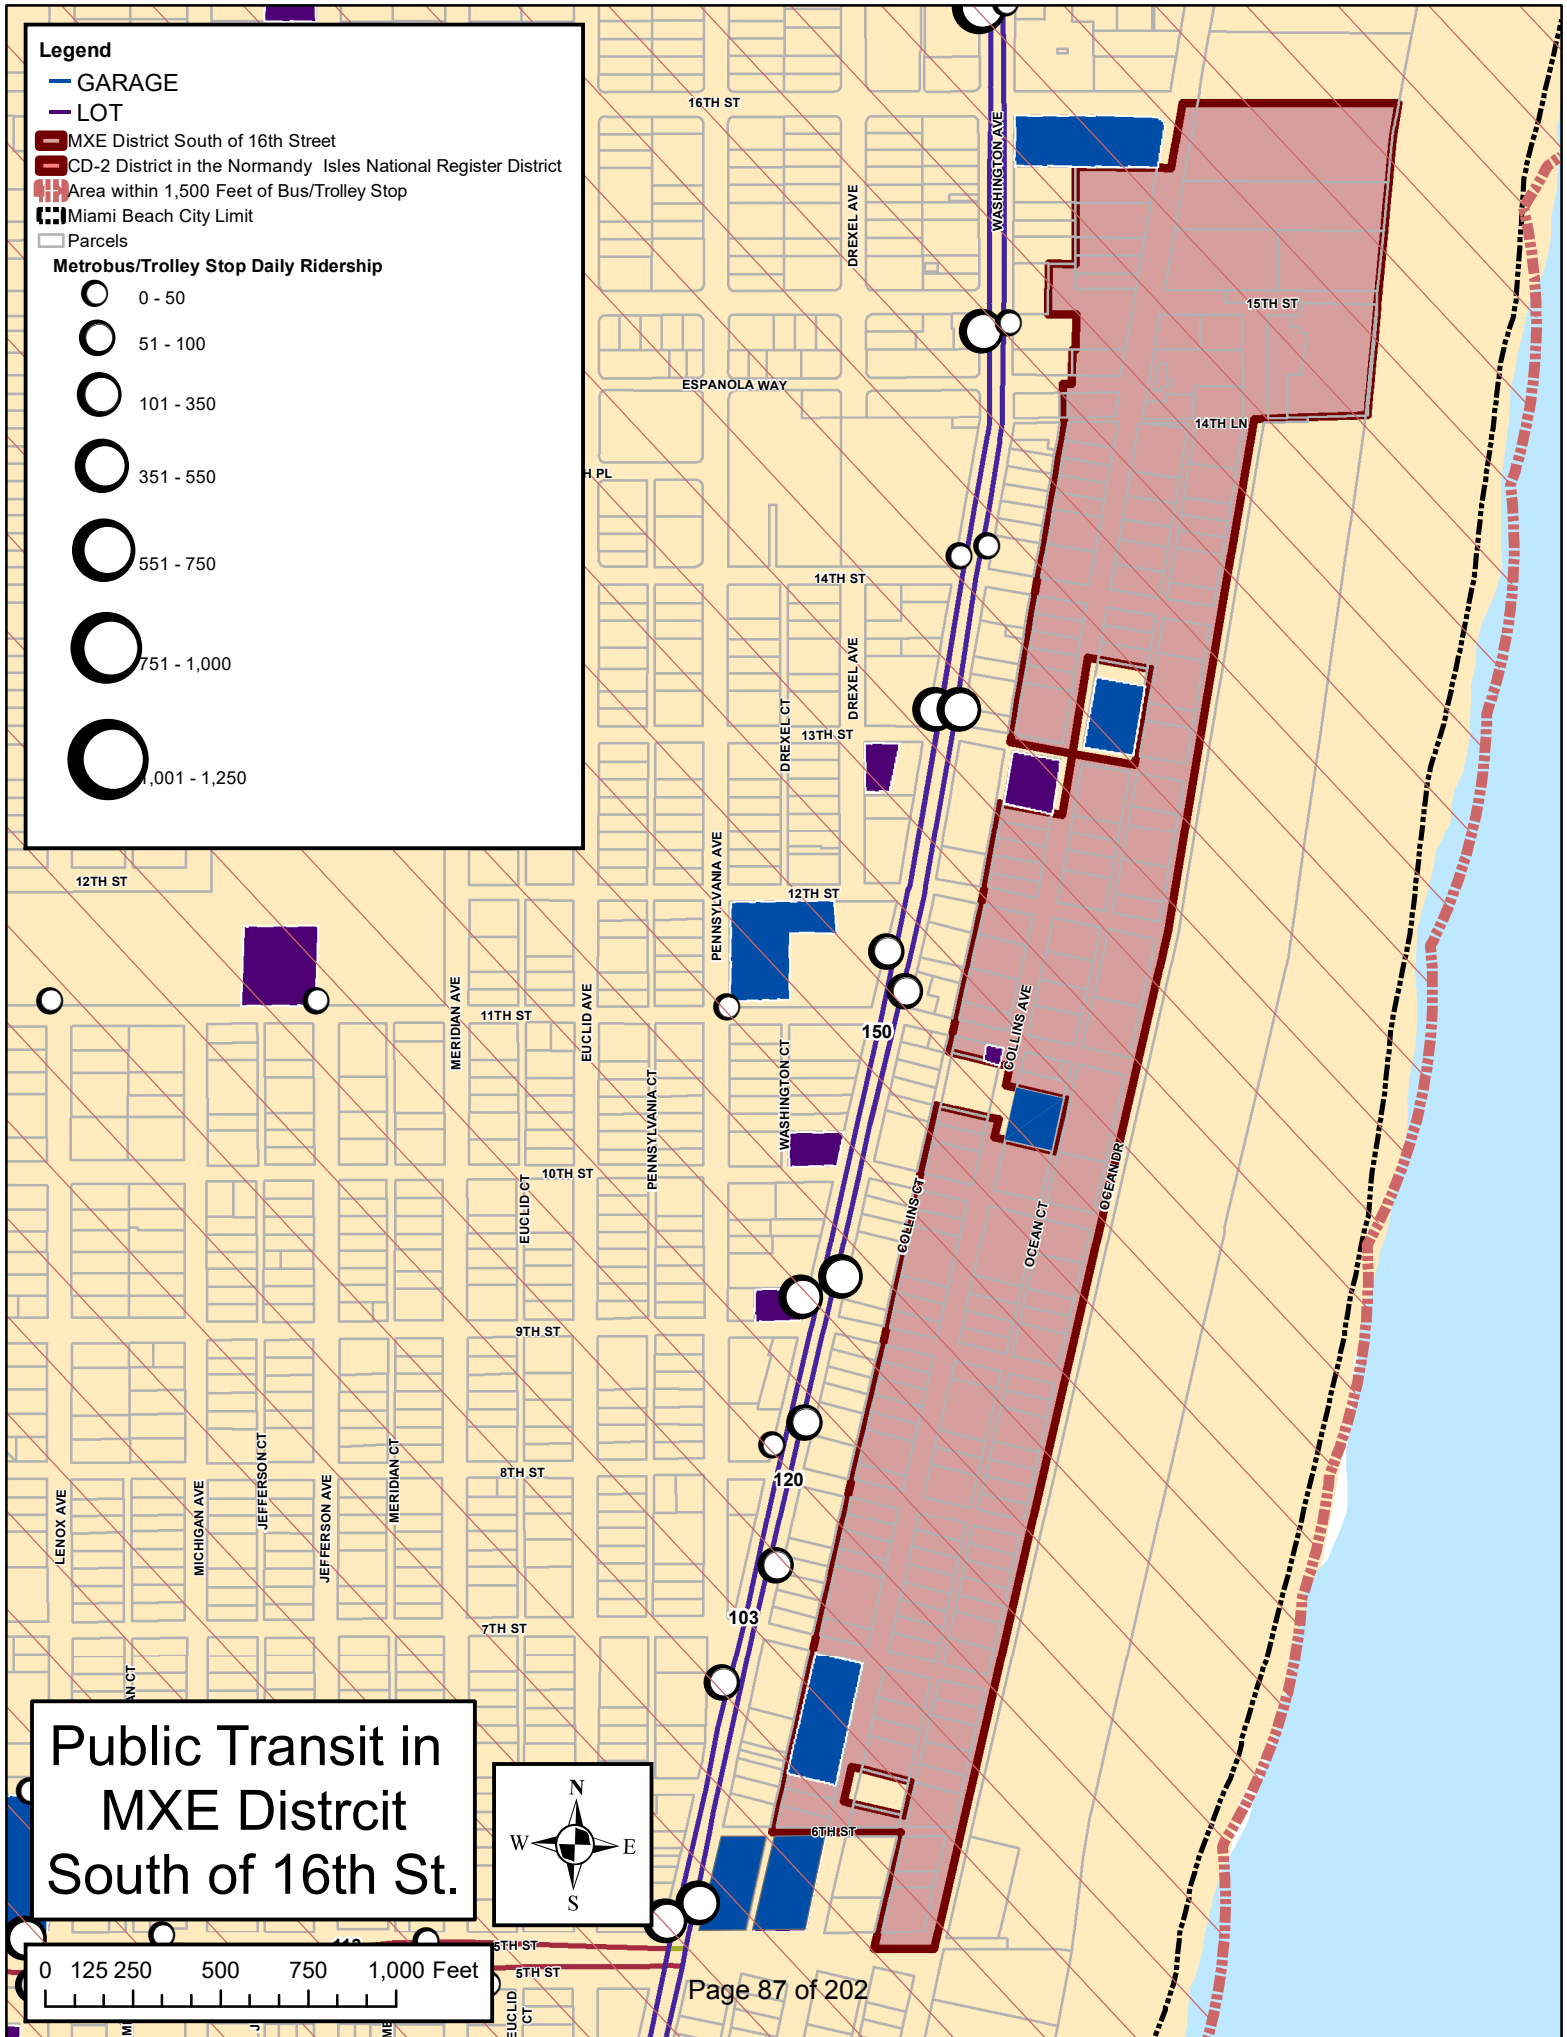 Legend
GARAGE
LOT
MXE District South of 16th Street
CD-2 District in the Normandy Isles National Register District
Area within 1,500 Feet of Bus/Trolley Stop
Miami Beach City Limit
Parcels
Metrobus/Trolley Stop Daily Ridership
0 - 50
51 - 100
101 - 350
351 - 550
551 - 750
751 - 1,000
1,001 - 1,250
16TH ST
WASHINGTON AVE
DREXEL AVE
15TH ST
ESPANOLA WAY
14TH LN
H PL
14TH ST
DREXEL AVE
DREXEL CT
13TH ST
PENNSYLVANIA AVE
12TH ST
12TH ST
MERIDIAN AVE
EUCLID AVE
11TH ST
COLLINS AVE
150
WASHINGTON CT
PENNSYLVANIA CT
10TH ST
EUCLID CT
COLLINS CT
OCEAN CT
OCEAN DR
9TH ST
8TH ST
120
LENOX AVE
MICHIGAN AVE
JEFFERSON CT
JEFFERSON AVE
MERIDIAN CT
103
7TH ST
AN CT
Public Transit in
MXE Distrcit
South of 16th St.
N
W
E
S
6TH ST
5TH ST
5TH ST
0 125 250 500 750 1,000 Feet
EUCLID
CT
Page 87 of 202